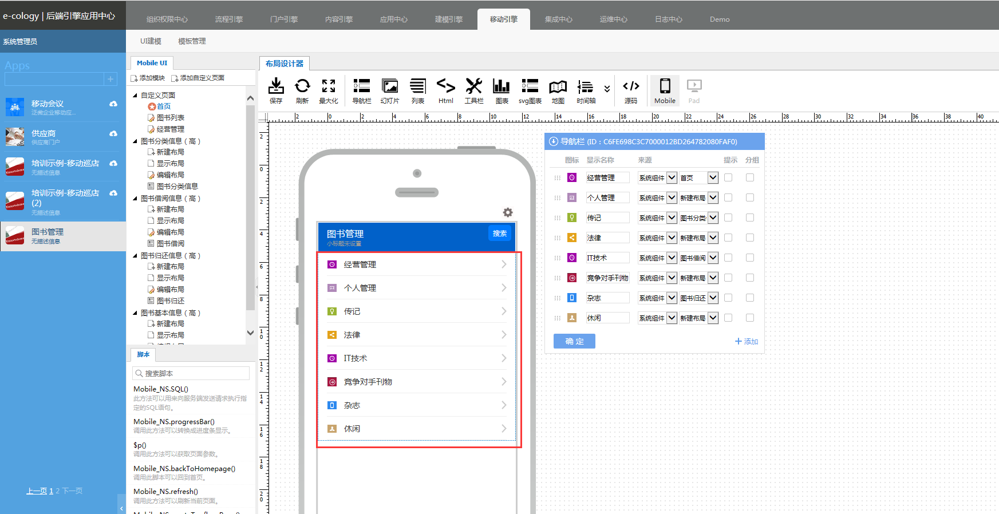 e-cology | 后端引擎应用中心
组织权限中心 流程引擎 门户引擎 内容引擎 应用中心 建模引擎 移动引擎 集成中心 运维中心 日志中心 Demo
系统管理员
UI建模 模板管理
Apps
移动会议
泛微企业移动应...
供应商
供应商门户
培训示例-移动巡店
无描述信息
培训示例-移动巡店
(2)
无描述信息
图书管理
无描述信息
上一页 1 2 下一页
Mobile UI
添加模块 添加自定义页面
自定义页面
首页
图书列表
经营管理
图书分类信息（高）
新建布局
显示布局
编辑布局
图书分类信息
图书借阅信息（高）
新建布局
显示布局
编辑布局
图书借阅
图书归还信息（高）
新建布局
显示布局
编辑布局
图书归还
图书基本信息（高）
新建布局
显示布局
脚本
搜索脚本
Mobile_NS.SQL()
此方法可以用来向服务端发送请求执行指
定的SQL语句。
Mobile_NS.progressBar()
调用此方法可以转换成进度条显示。
$p()
调用此方法可以获取页面参数。
Mobile_NS.backToHomepage()
调用此脚本可以回到首页。
Mobile_NS.refresh()
调用此方法可以刷新当前页面。
布局设计器
保存 刷新 最大化 导航栏 幻灯片 列表 Html 工具栏 图表 svg图表 地图 时间轴 源码 Mobile Pad
2 0 2 4 6 8 10 12 14 16 18 20 22 24 26 28 30 32 34 36 38 40
2
0
2
4
6
8
10
12
14
16
18
20
图书管理
小标题未设置
搜索
经营管理
个人管理
传记
法律
IT技术
竞争对手刊物
杂志
休闲
导航栏 (ID：C6FE698C3C7000012BD264782080FAF0)
图标 显示名称 来源 提示 分组
经营管理 系统组件 首页
个人管理 系统组件 新建布局
传记 系统组件 图书分类
法律 系统组件 新建布局
IT技术 系统组件 图书借阅
竞争对手刊物 系统组件 新建布局
杂志 系统组件 图书归还
休闲 系统组件 新建布局
确 定
添加